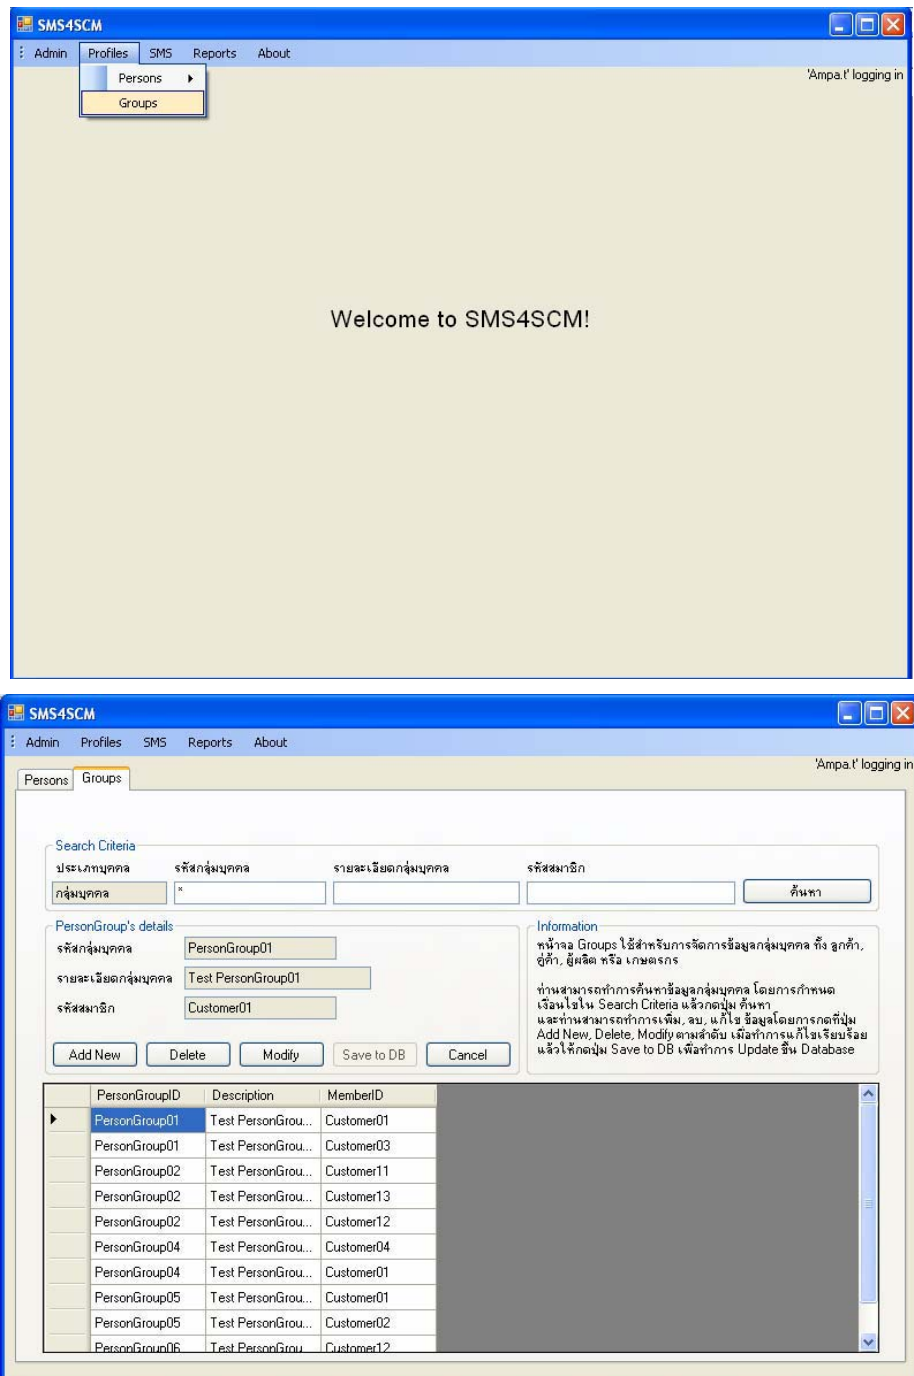 SMS4SCM
Admin Profiles SMS Reports About
'Ampa.t' logging in
Persons
Groups
Welcome to SMS4SCM!
SMS4SCM
Admin Profiles SMS Reports About
'Ampa.t' logging in
Persons Groups
Search Criteria
ประเภทบุคคล รหัสกลุ่มบุคคล รายละเอียดกลุ่มบุคคล รหัสสมาชิก
กลุ่มบุคคล * ค้นหา
PersonGroup's details
รหัสกลุ่มบุคคล PersonGroup01
รายละเอียดกลุ่มบุคคล Test PersonGroup01
รหัสสมาชิก Customer01
Add New Delete Modify Save to DB Cancel
Information
หน้าจอ Groups ใช้สำหรับการจัดการข้อมูลกลุ่มบุคคล ทั้ง ลูกค้า,
คู่ค้า, ผู้ผลิต หรือ เกษตรกร
ท่านสามารถทำการค้นหาข้อมูลกลุ่มบุคคล โดยการกำหนด
เงื่อนไขใน Search Criteria แล้วกดปุ่ม ค้นหา
และท่านสามารถทำการเพิ่ม, ลบ, แก้ไข ข้อมูลโดยการกดที่ปุ่ม
Add New, Delete, Modify ตามลำดับ เมื่อทำการแก้ไขเรียบร้อย
แล้วให้กดปุ่ม Save to DB เพื่อทำการ Update ขึ้น Database
PersonGroupID Description MemberID
PersonGroup01 Test PersonGrou... Customer01
PersonGroup01 Test PersonGrou... Customer03
PersonGroup02 Test PersonGrou... Customer11
PersonGroup02 Test PersonGrou... Customer13
PersonGroup02 Test PersonGrou... Customer12
PersonGroup04 Test PersonGrou... Customer04
PersonGroup04 Test PersonGrou... Customer01
PersonGroup05 Test PersonGrou... Customer01
PersonGroup05 Test PersonGrou... Customer02
PersonGroup06 Test PersonGrou... Customer12